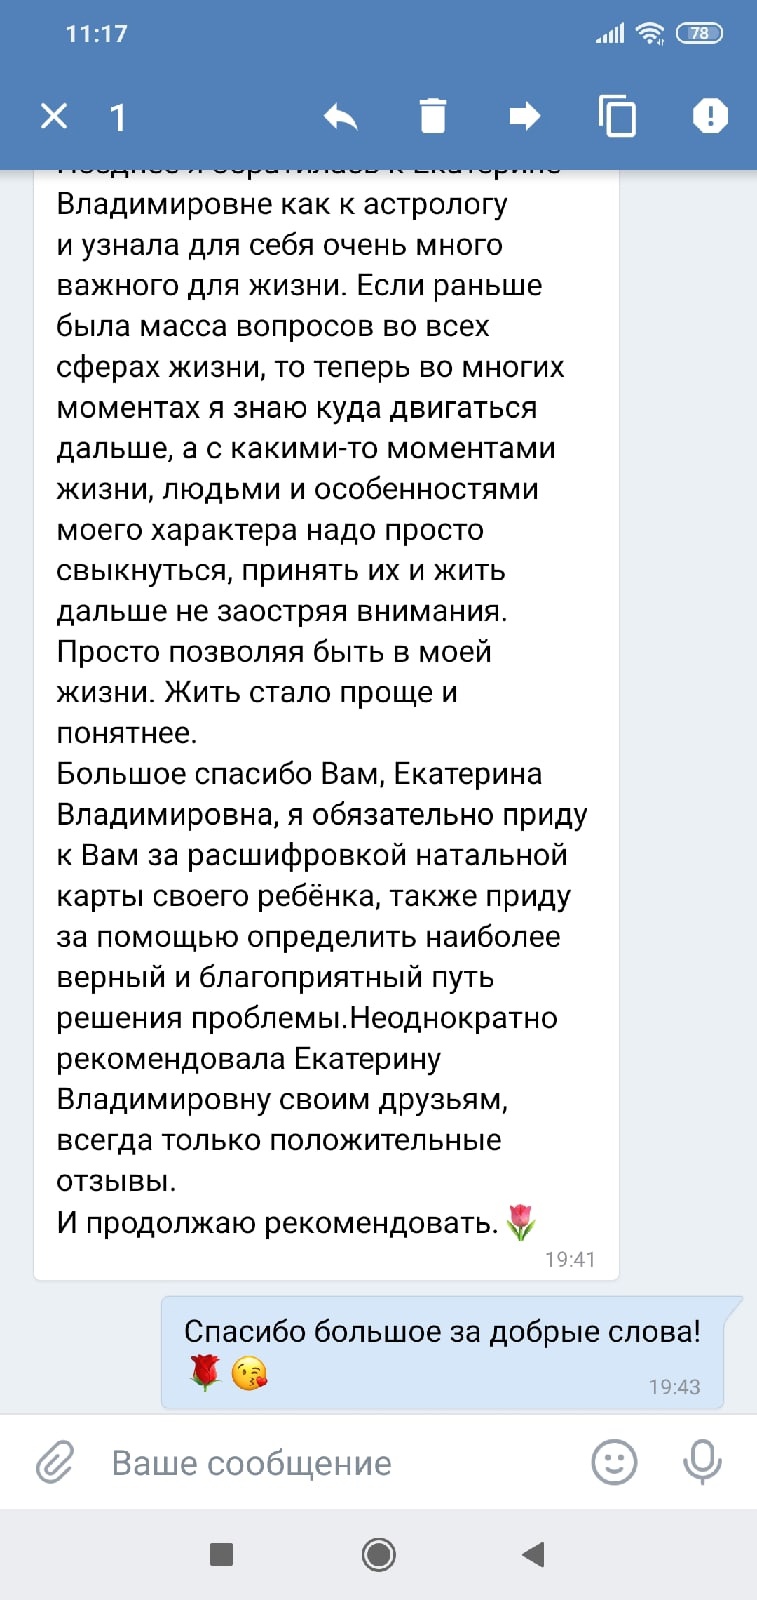 11:17
78
1
Владимировне как к астрологу
и узнала для себя очень много
важного для жизни. Если раньше
была масса вопросов во всех
сферах жизни, то теперь во многих
моментах я знаю куда двигаться
дальше, а с какими-то моментами
жизни, людьми и особенностями
моего характера надо просто
свыкнуться, принять их и жить
дальше не заостряя внимания.
Просто позволяя быть в моей
жизни. Жить стало проще и
понятнее.
Большое спасибо Вам, Екатерина
Владимировна, я обязательно приду
к Вам за расшифровкой натальной
карты своего ребёнка, также приду
за помощью определить наиболее
верный и благоприятный путь
решения проблемы.Неоднократно
рекомендовала Екатерину
Владимировну своим друзьям,
всегда только положительные
отзывы.
И продолжаю рекомендовать.🌷
19:41
Спасибо большое за добрые слова!
🌹😘
19:43
Ваше сообщение